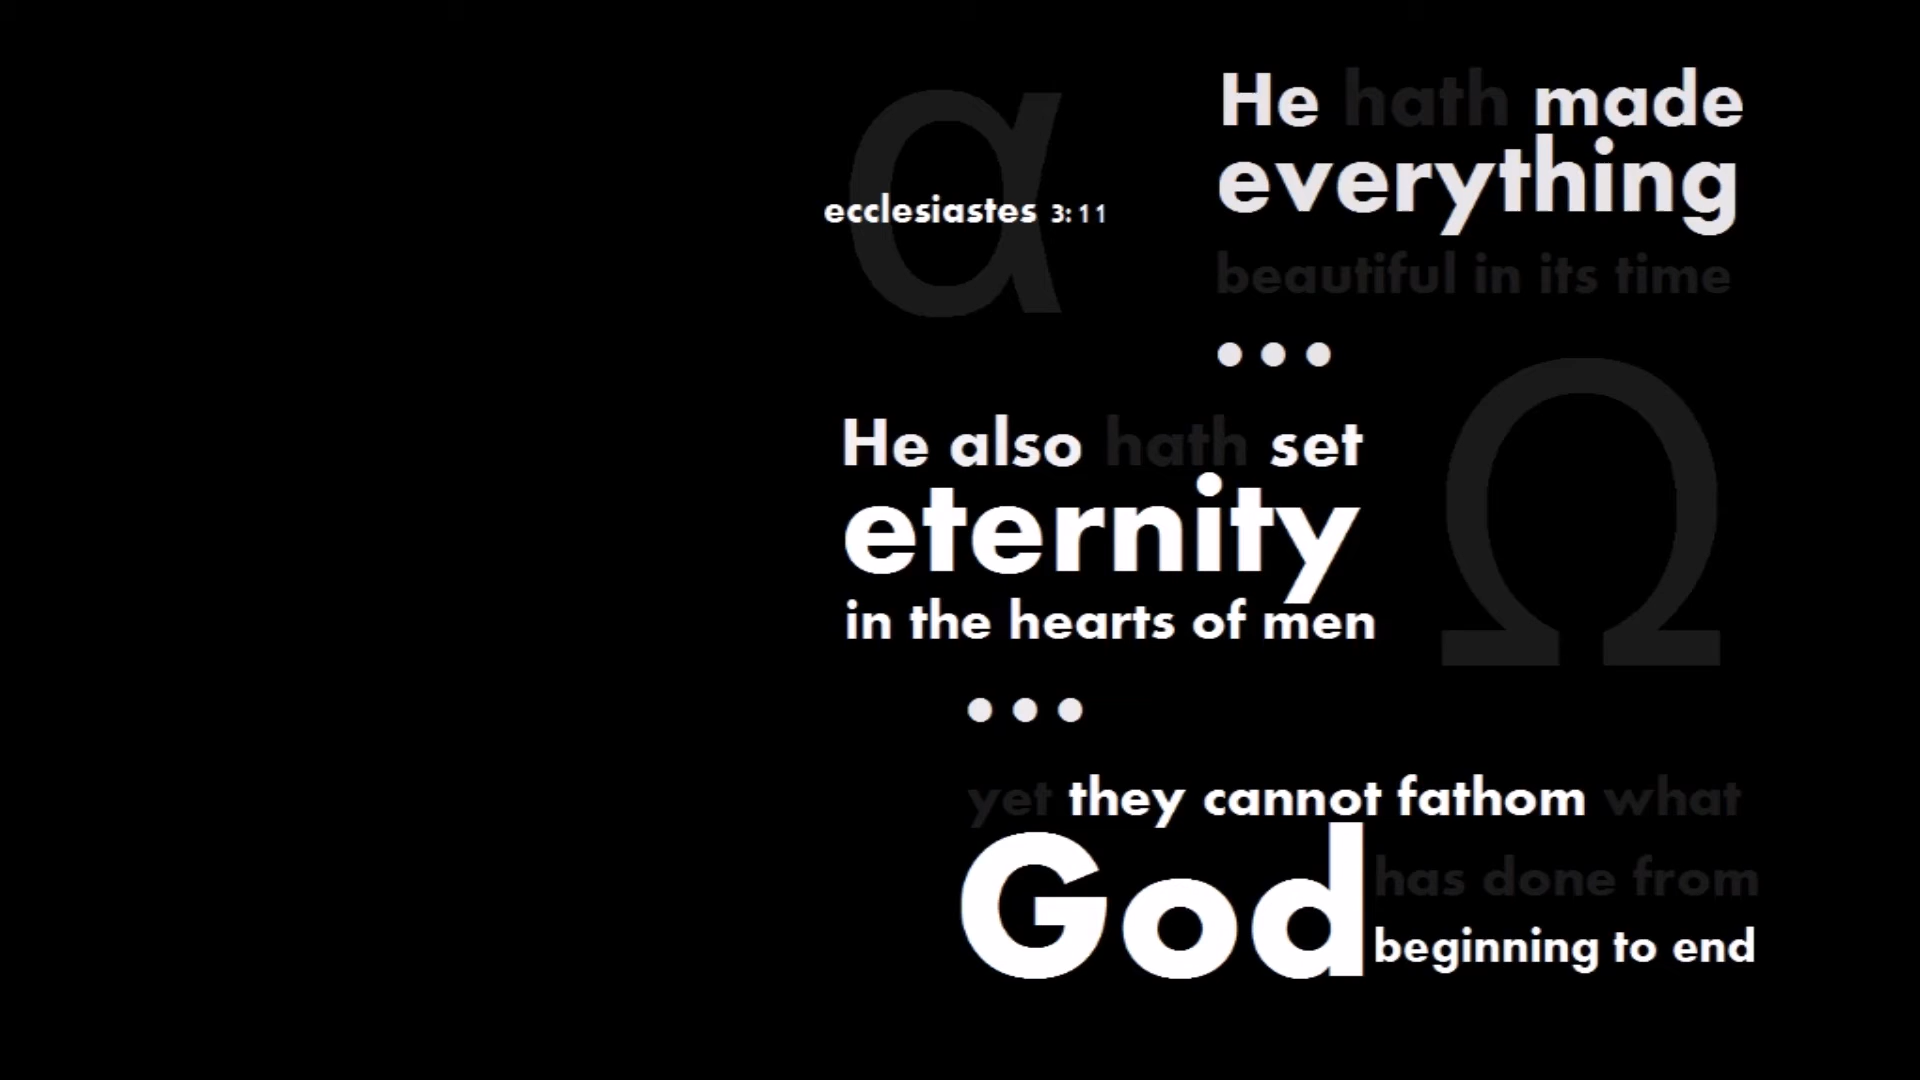 α
ecclesiastes 3:11
He hath made
everything
beautiful in its time
•••
He also hath set
eternity
in the hearts of men
Ω
•••
yet they cannot fathom what
God
has done from
beginning to end